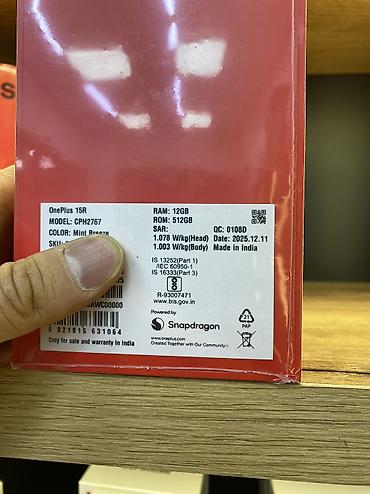 OnePlus 15R
MODEL: CPH2767
COLOR: Mint Breeze
SKU:
RAM: 12GB
ROM: 512GB
SAR:
1.078 W/kg(Head)
1.003 W/kg(Body)
QC: 0108D
Date: 2025.12.11
Made in India
IS 13252(Part 1)
/IEC 60950-1
IS 16333(Part 3)
R-93007471
www.bis.gov.in
Powered by
Snapdragon
www.oneplus.com
Created Together with Our Community
21
PAP
6 921815 631064
Only for sale and warranty in India
S